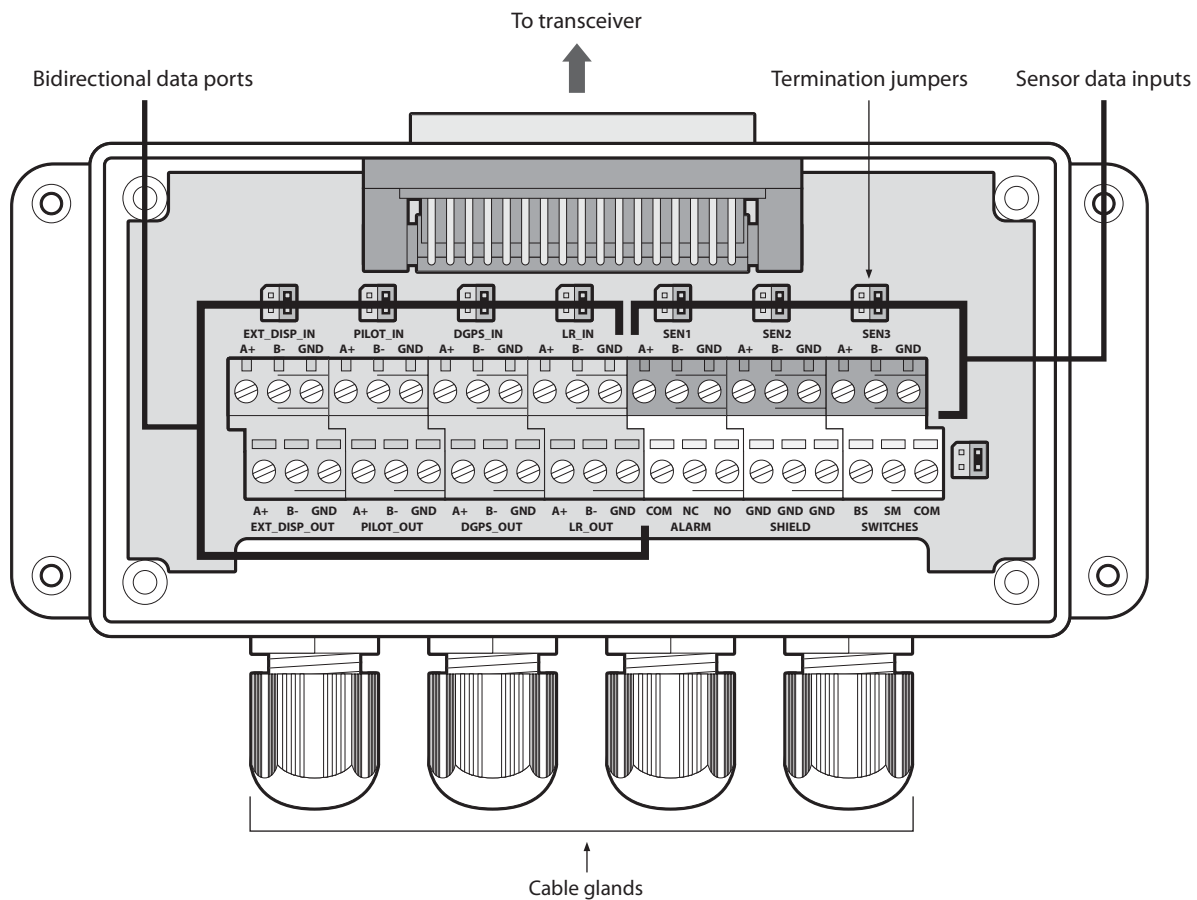 To transceiver
Bidirectional data ports
Termination jumpers
Sensor data inputs
EXT_DISP_IN PILOT_IN DGPS_IN LR_IN SEN1 SEN2 SEN3
A+ B- GND A+ B- GND A+ B- GND A+ B- GND A+ B- GND A+ B- GND A+ B- GND
A+ B- GND A+ B- GND A+ B- GND A+ B- GND COM NC NO GND GND GND BS SM COM
EXT_DISP_OUT PILOT_OUT DGPS_OUT LR_OUT ALARM SHIELD SWITCHES
Cable glands